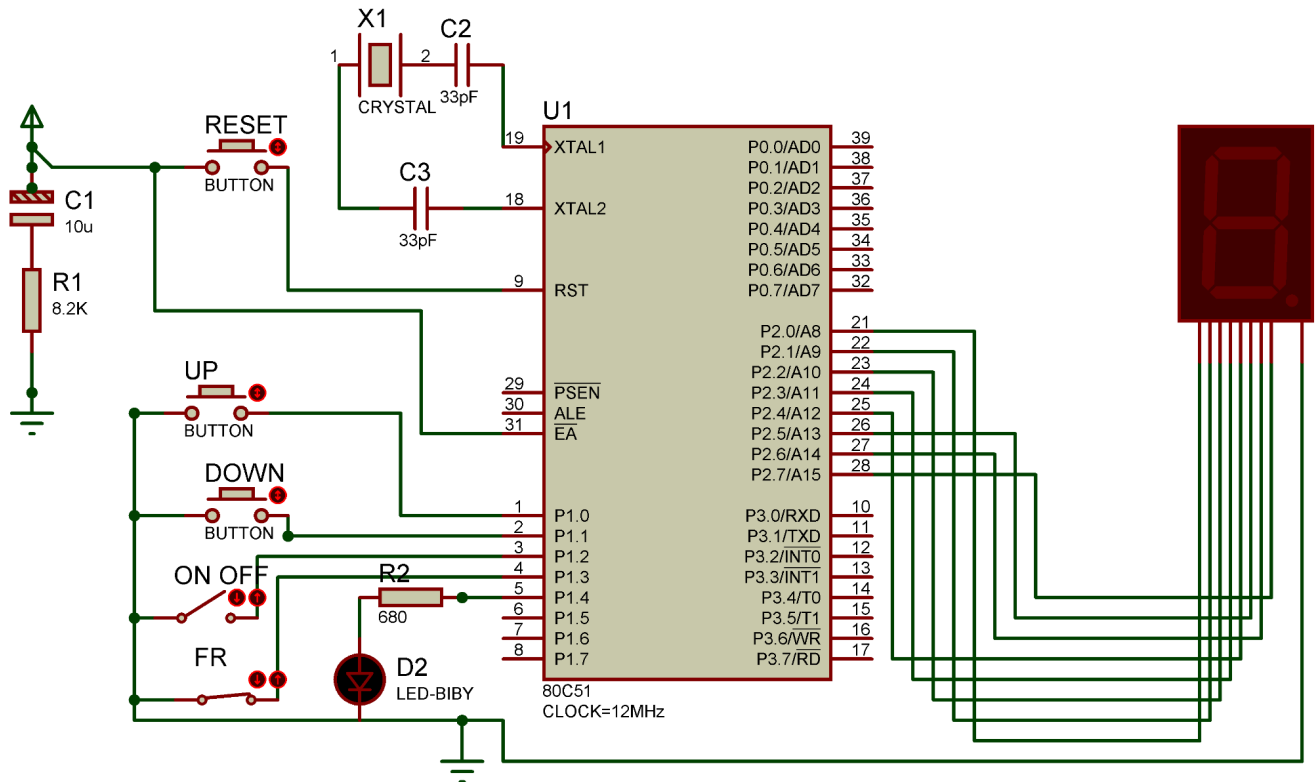 X1
1
2
CRYSTAL
C2
33pF
C3
33pF
RESET
BUTTON
C1
10u
R1
8.2K
UP
BUTTON
DOWN
BUTTON
ON OFF
FR
R2
680
D2
LED-BIBY
U1
19 XTAL1
18 XTAL2
9 RST
29 PSEN
30 ALE
31 EA
1 P1.0
2 P1.1
3 P1.2
4 P1.3
5 P1.4
6 P1.5
7 P1.6
8 P1.7
P0.0/AD0 39
P0.1/AD1 38
P0.2/AD2 37
P0.3/AD3 36
P0.4/AD4 35
P0.5/AD5 34
P0.6/AD6 33
P0.7/AD7 32
P2.0/A8 21
P2.1/A9 22
P2.2/A10 23
P2.3/A11 24
P2.4/A12 25
P2.5/A13 26
P2.6/A14 27
P2.7/A15 28
P3.0/RXD 10
P3.1/TXD 11
P3.2/INT0 12
P3.3/INT1 13
P3.4/T0 14
P3.5/T1 15
P3.6/WR 16
P3.7/RD 17
80C51
CLOCK=12MHz